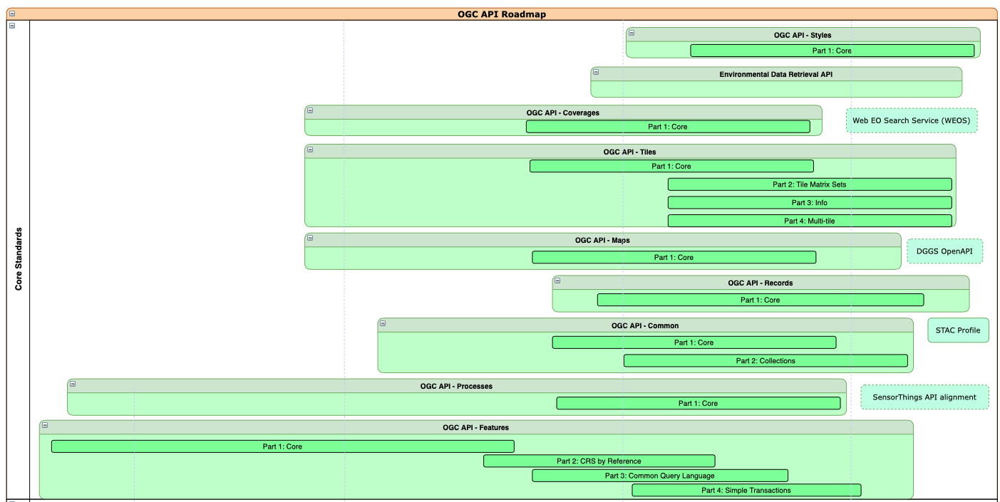 OGC API Roadmap
Core Standards
OGC API - Styles
Part 1: Core
Environmental Data Retrieval API
OGC API - Coverages
Part 1: Core
Web EO Search Service (WEOS)
OGC API - Tiles
Part 1: Core
Part 2: Tile Matrix Sets
Part 3: Info
Part 4: Multi-tile
OGC API - Maps
Part 1: Core
DGGS OpenAPI
OGC API - Records
Part 1: Core
OGC API - Common
Part 1: Core
Part 2: Collections
STAC Profile
OGC API - Processes
Part 1: Core
SensorThings API alignment
OGC API - Features
Part 1: Core
Part 2: CRS by Reference
Part 3: Common Query Language
Part 4: Simple Transactions